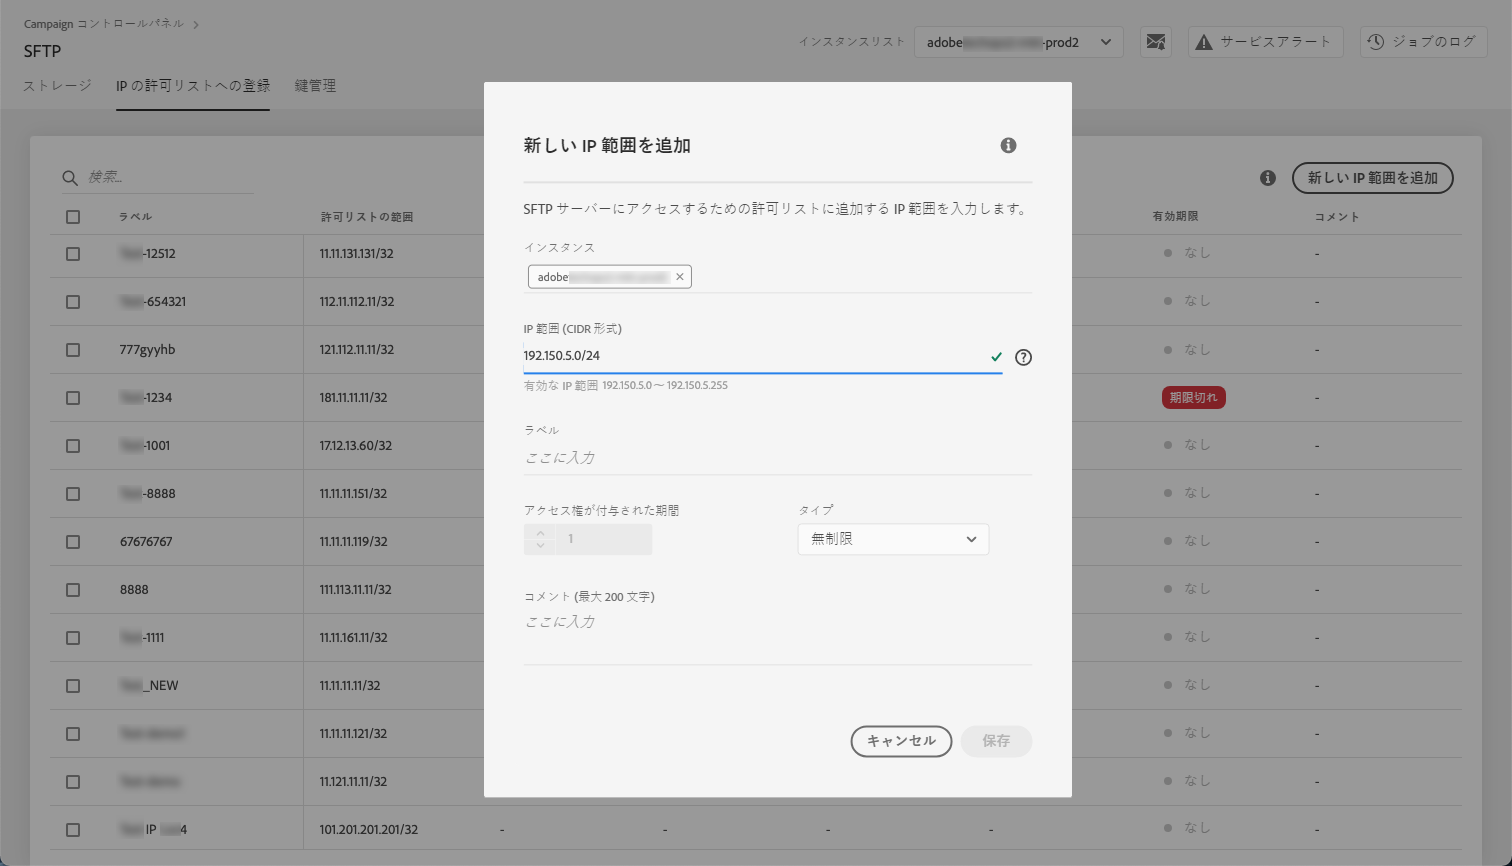 Campaign コントロールパネル
SFTP
インスタンスリスト
adobe
-prod2
サービスアラート
ジョブのログ
ストレージ
IP の許可リストへの登録
鍵管理
検索...
新しい IP 範囲を追加
ラベル
許可リストの範囲
有効期限
コメント
-12512 11.11.131.131/32 なし -
-654321 112.11.112.11/32 なし -
777gyyhb 121.112.11.11/32 なし -
-1234 181.11.11.11/32 期限切れ -
-1001 17.12.13.60/32 なし -
-8888 11.11.11.151/32 なし -
67676767 11.11.11.119/32 なし -
8888 111.113.11.11/32 なし -
-1111 11.11.161.11/32 なし -
_NEW 11.11.11.11/32 なし -
11.11.11.121/32 なし -
11.121.11.11/32 なし -
IP 4 101.201.201.201/32 - - - - なし -
新しい IP 範囲を追加
SFTP サーバーにアクセスするための許可リストに追加する IP 範囲を入力します。
インスタンス
adobe
IP 範囲 (CIDR 形式)
192.150.5.0/24
有効な IP 範囲 192.150.5.0～192.150.5.255
ラベル
ここに入力
アクセス権が付与された期間
タイプ
1
無制限
コメント (最大 200 文字)
ここに入力
キャンセル
保存